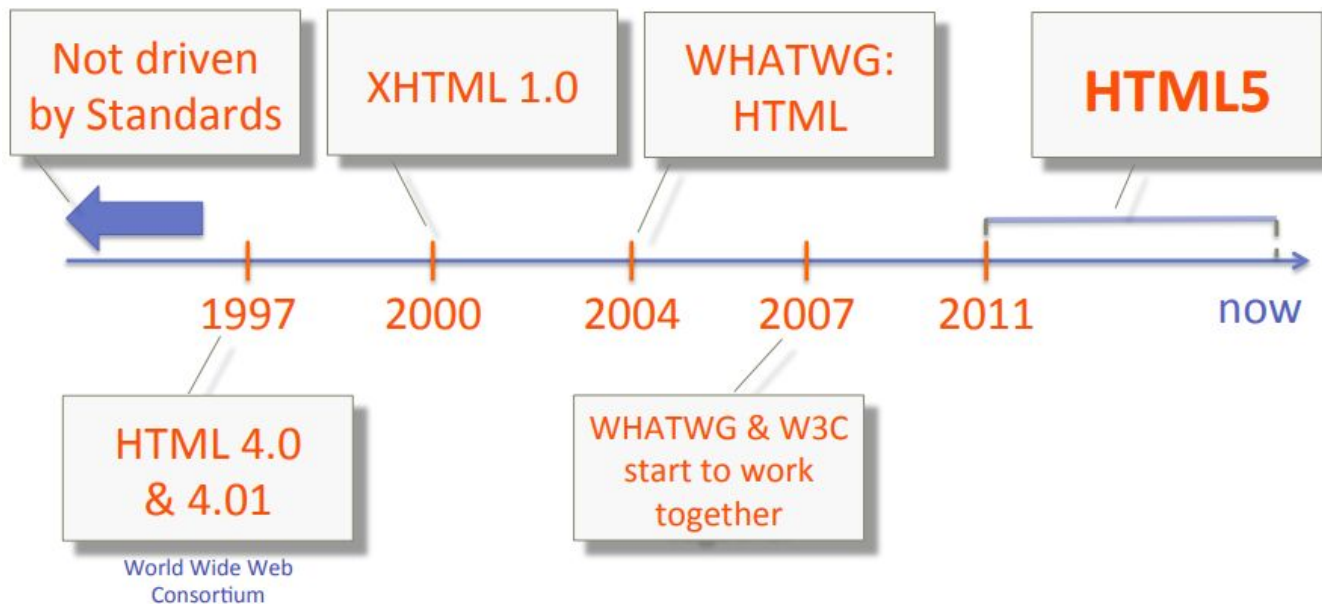 Not driven
by Standards
XHTML 1.0
WHATWG:
HTML
HTML5
1997
2000
2004
2007
2011
now
HTML 4.0
& 4.01
World Wide Web
Consortium
WHATWG & W3C
start to work
together